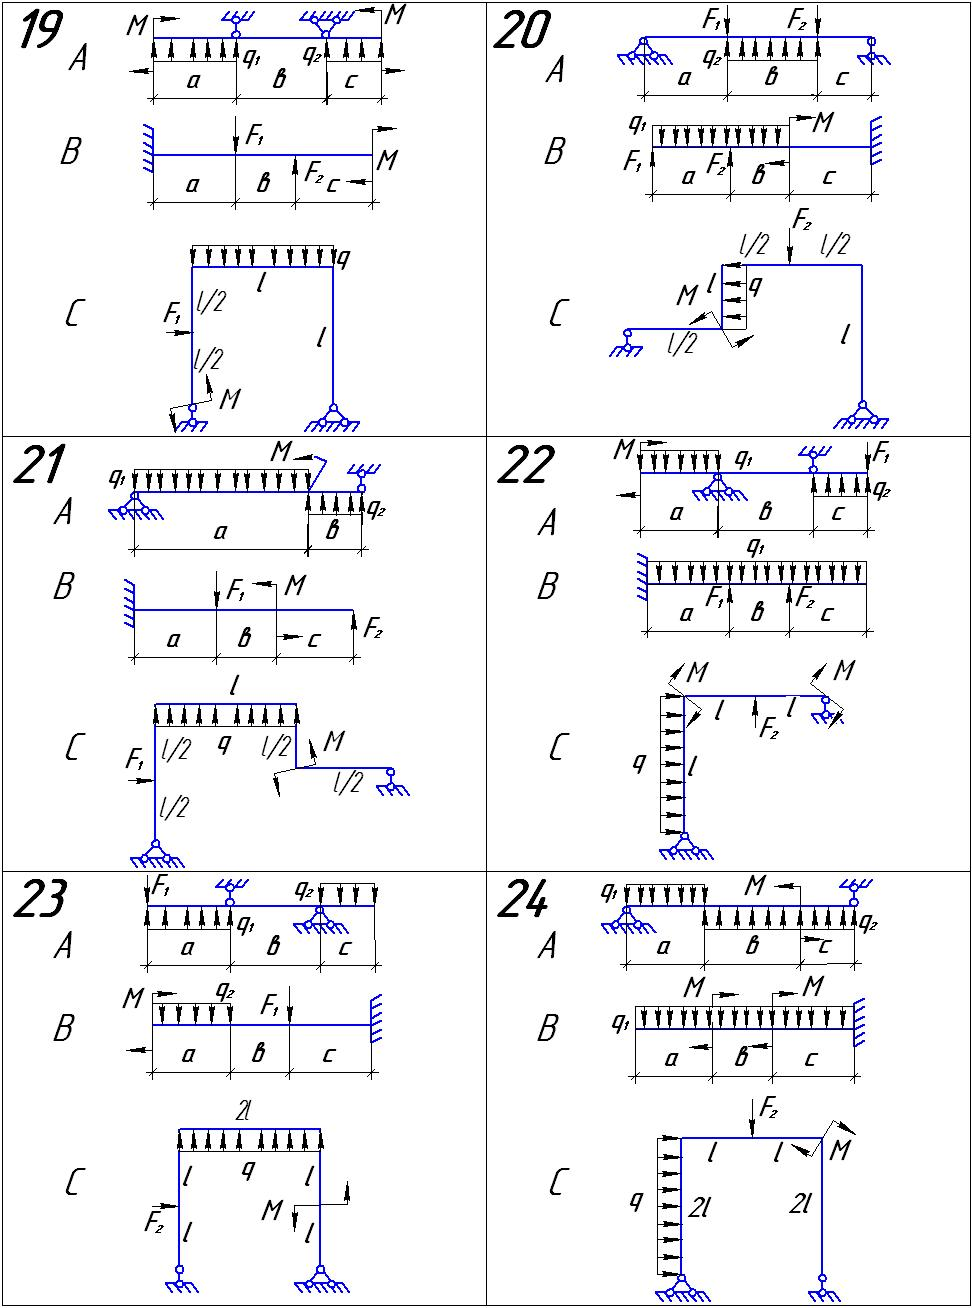 19
A
M
M
q₁
q₂
a
в
c
B
F₁
F₂
M
a
в
c
C
q
l
l/2
F₁
l/2
l
M
20
A
F₁
F₂
q₂
a
в
c
B
q₁
M
F₁
F₂
a
в
c
C
F₂
l/2
l/2
l
q
M
l/2
l
21
A
q₁
M
q₂
a
в
B
F₁
M
F₂
a
в
c
C
l
l/2
q
l/2
F₁
M
l/2
l/2
22
A
M
q₁
F₁
q₂
a
в
c
B
q₁
F₁
F₂
a
в
c
C
M
M
l
l
F₂
q
l
23
A
F₁
q₂
q₁
a
в
c
B
M
q₂
F₁
a
в
c
C
2l
l
q
l
F₂
M
l
l
24
A
q₁
M
q₂
a
в
c
B
M
M
q₁
a
в
c
C
F₂
l
l
M
q
2l
2l